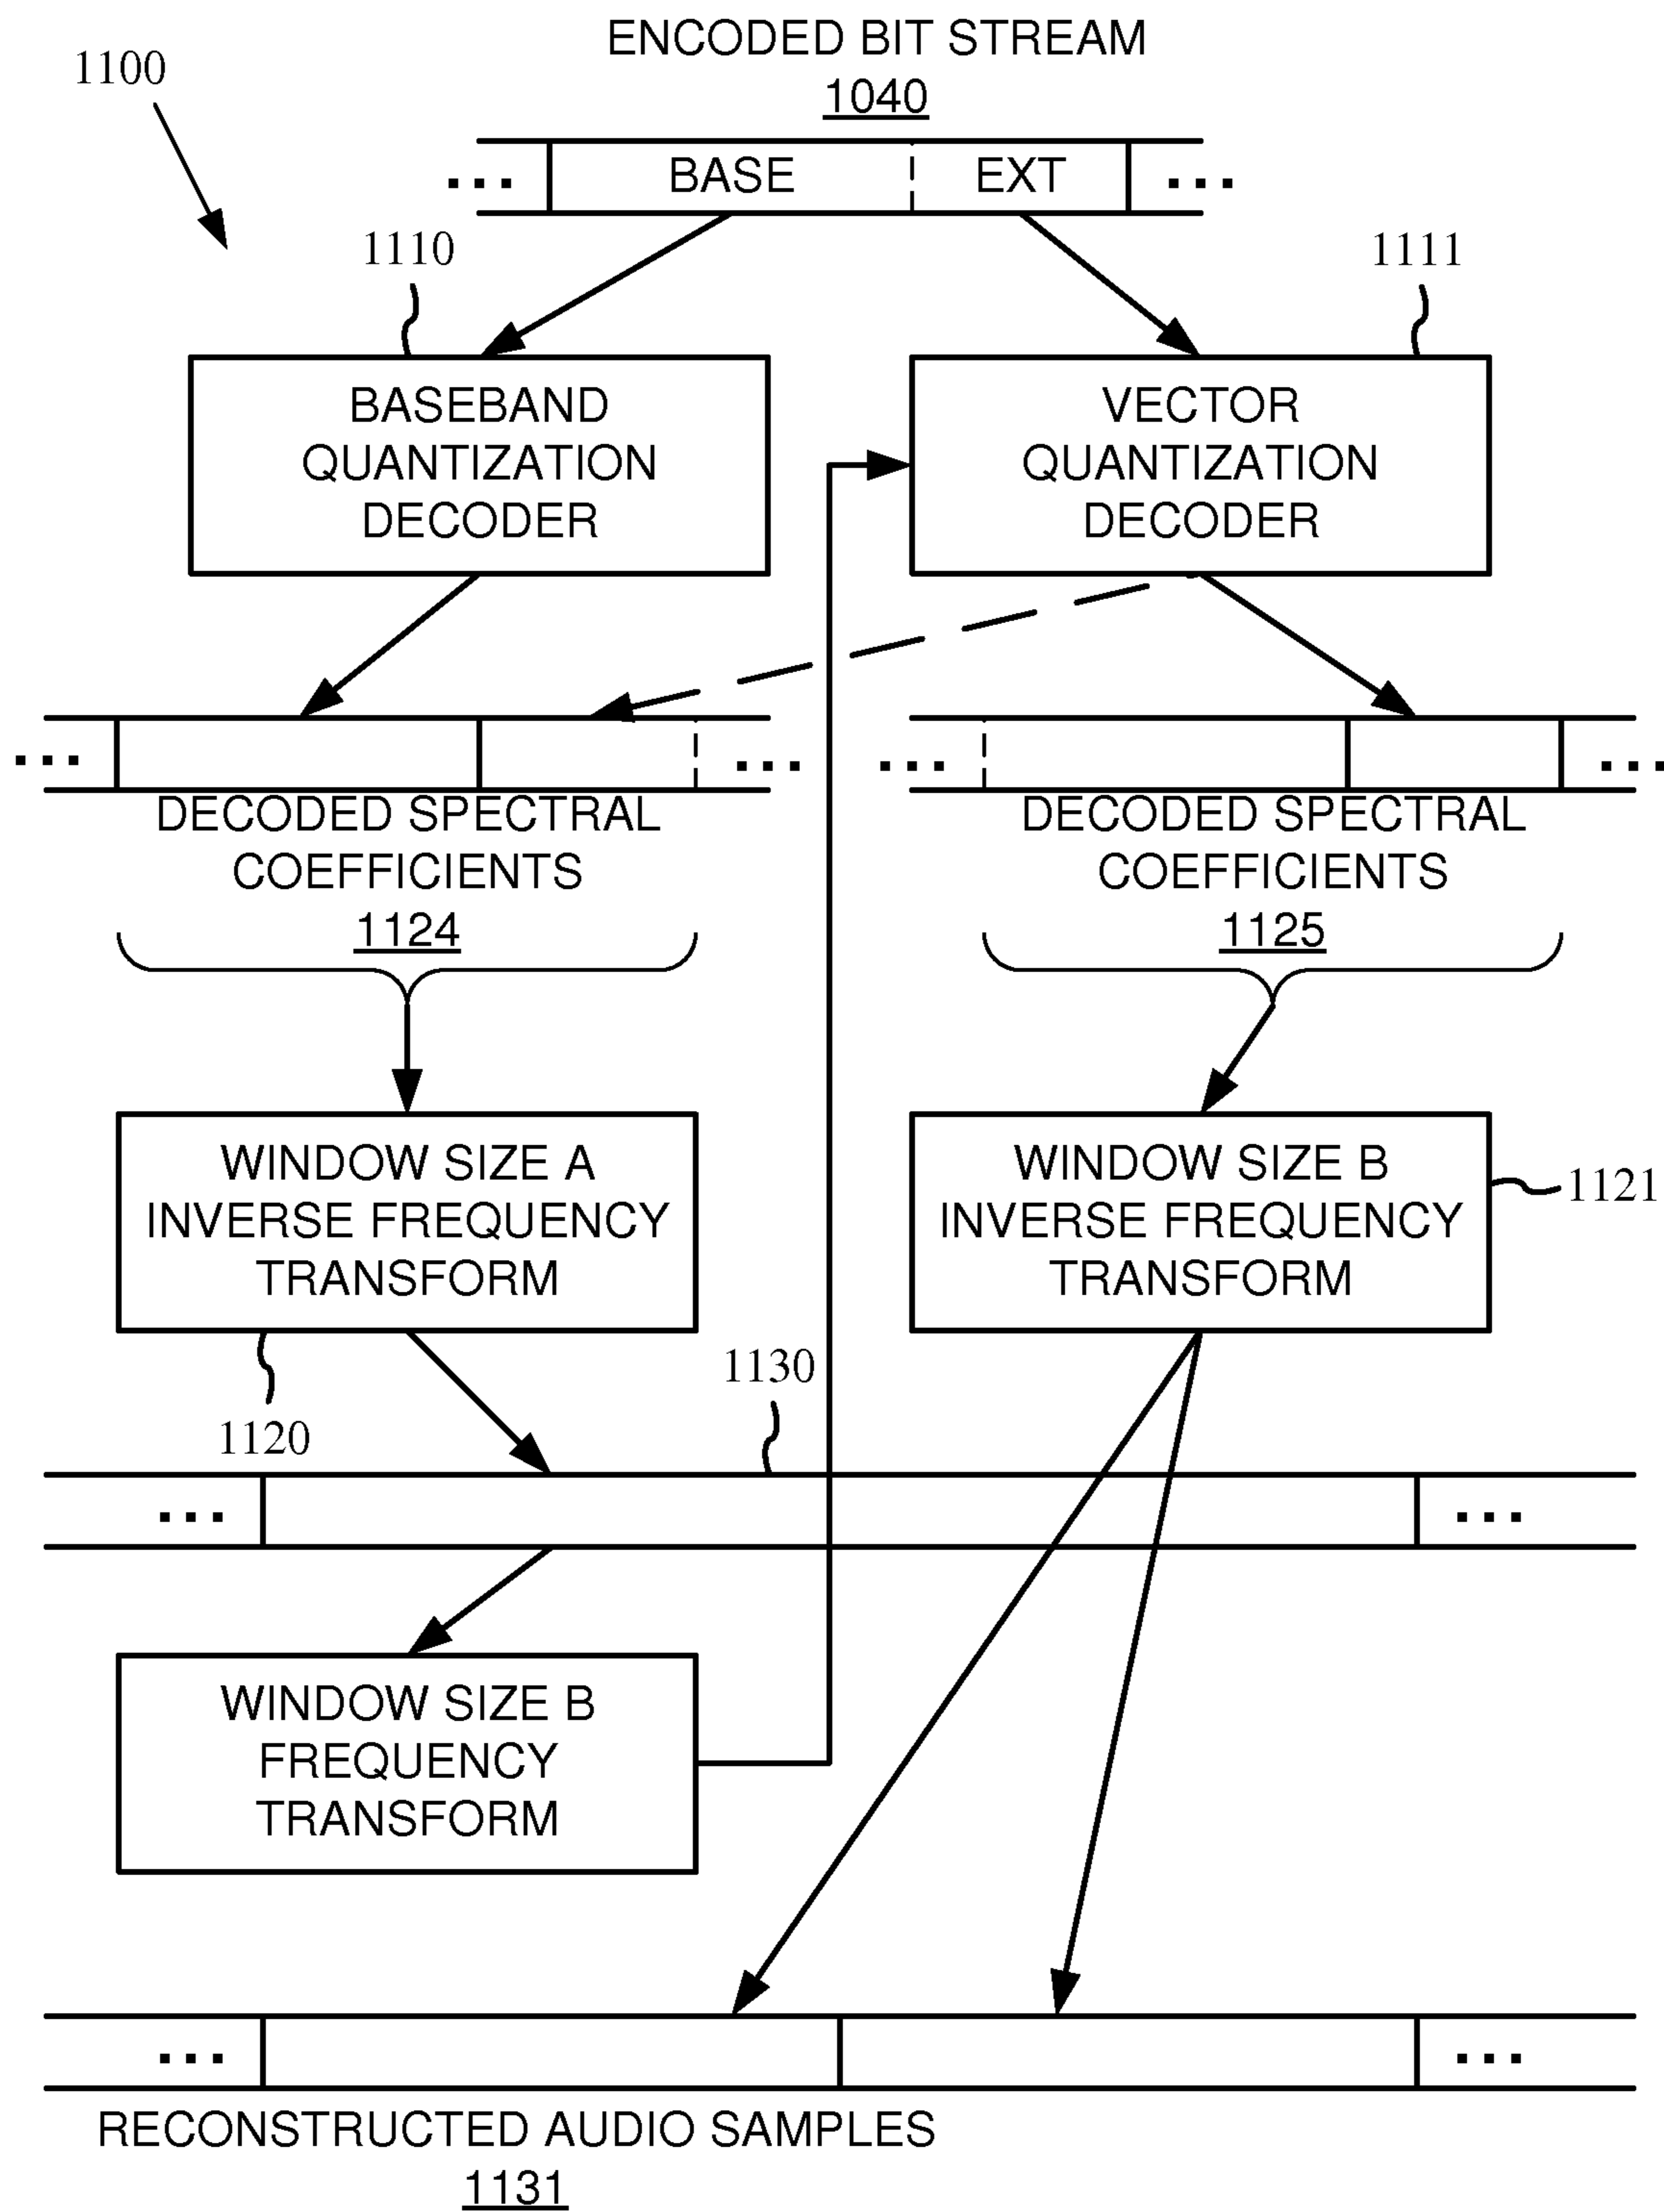 ENCODED BIT STREAM
1040
1100
... BASE EXT ...
1110
1111
BASEBAND
QUANTIZATION
DECODER
VECTOR
QUANTIZATION
DECODER
... ...
... ...
DECODED SPECTRAL
COEFFICIENTS
1124
DECODED SPECTRAL
COEFFICIENTS
1125
WINDOW SIZE A
INVERSE FREQUENCY
TRANSFORM
WINDOW SIZE B
INVERSE FREQUENCY
TRANSFORM
1121
1120
1130
... ...
WINDOW SIZE B
FREQUENCY
TRANSFORM
... ...
RECONSTRUCTED AUDIO SAMPLES
1131